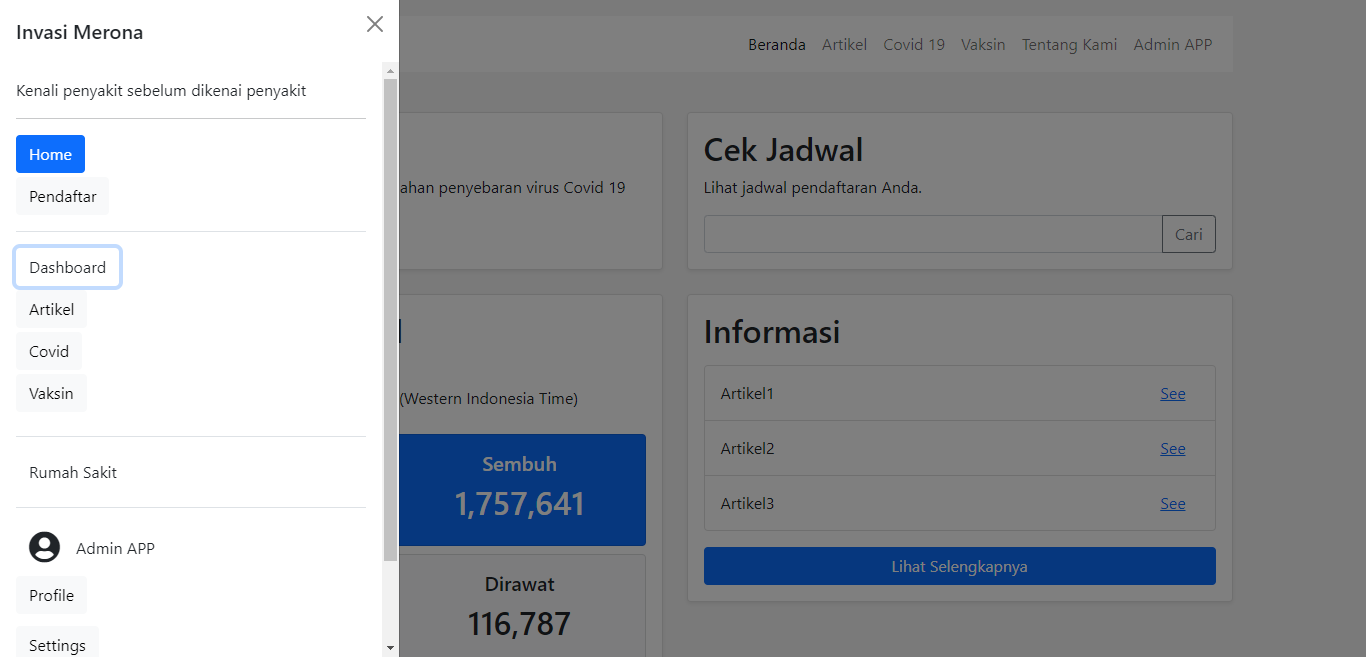 Invasi Merona
Kenali penyakit sebelum dikenai penyakit
Home
Pendaftar
Dashboard
Artikel
Covid
Vaksin
Rumah Sakit
Admin APP
Profile
Settings
Beranda Artikel Covid 19 Vaksin Tentang Kami Admin APP
ahan penyebaran virus Covid 19
Cek Jadwal
Lihat jadwal pendaftaran Anda.
Cari
(Western Indonesia Time)
Sembuh
1,757,641
Dirawat
116,787
Informasi
Artikel1 See
Artikel2 See
Artikel3 See
Lihat Selengkapnya